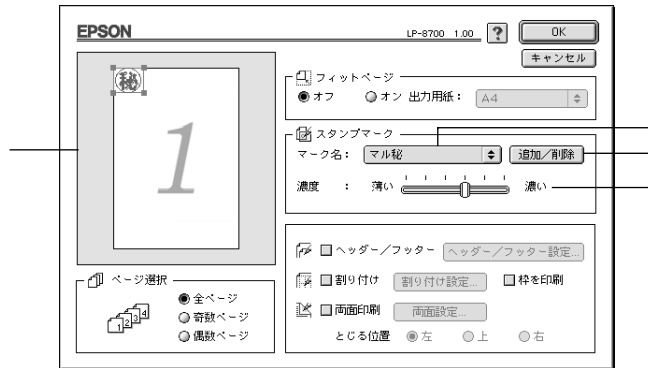 EPSON
LP-8700 1.00 ? OK
キャンセル
㊙
1
フィットページ
オフ オン 出力用紙： A4
スタンプマーク
マーク名： マル秘 追加／削除
濃度 ： 薄い 濃い
ヘッダー／フッター ヘッダー／フッター設定...
割り付け 割り付け設定... 枠を印刷
両面印刷 両面設定...
とじる位置 左 上 右
ページ選択
1 2 3 4
全ページ
奇数ページ
偶数ページ